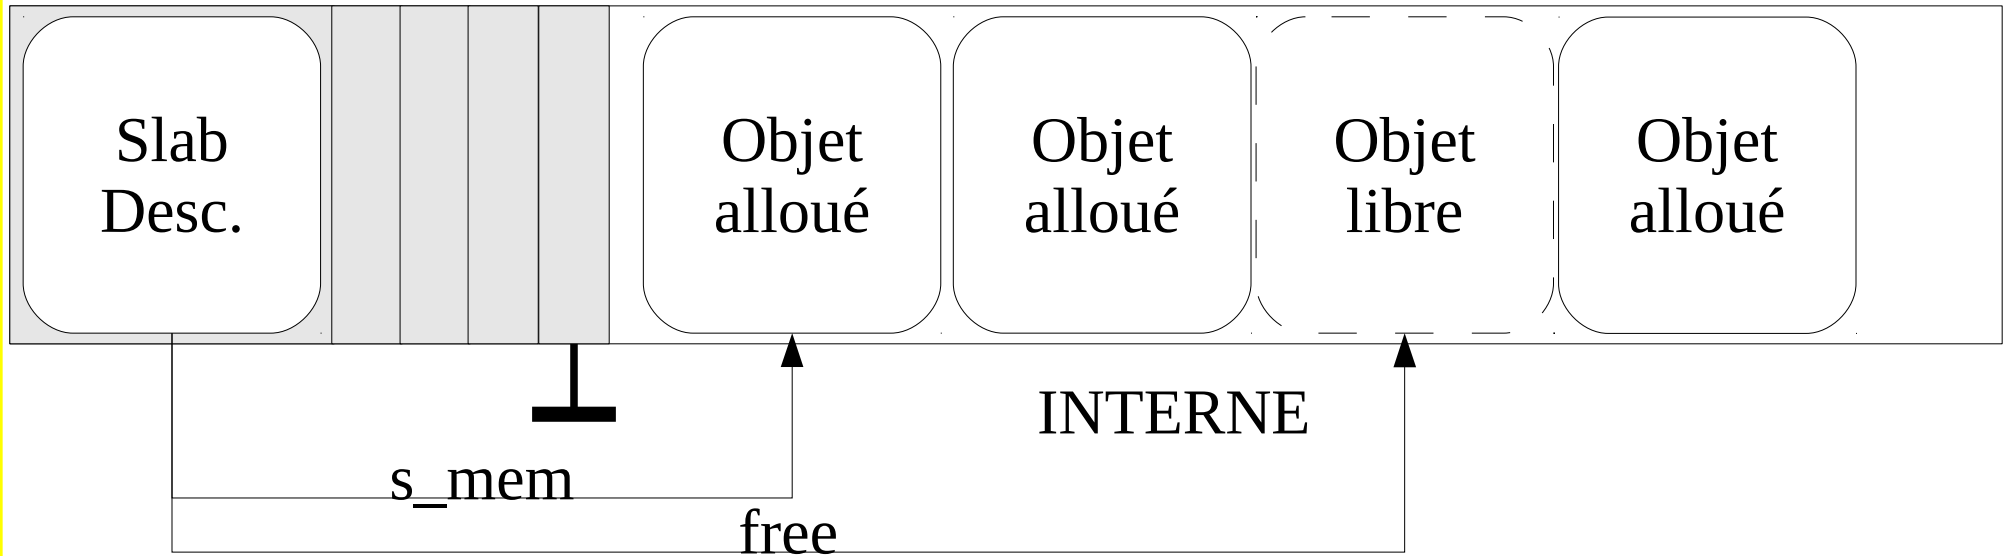 Slab
Desc.
Objet
alloué
Objet
alloué
Objet
libre
Objet
alloué
INTERNE
s_mem
free